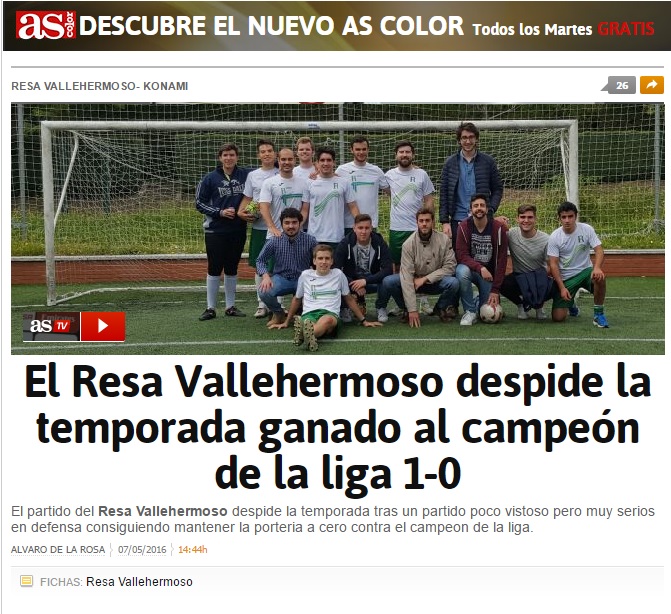 as color DESCUBRE EL NUEVO AS COLOR Todos los Martes GRATIS
RESA VALLEHERMOSO- KONAMI 26
as TV
El Resa Vallehermoso despide la
temporada ganado al campeón
de la liga 1-0
El partido del Resa Vallehermoso despide la temporada tras un partido poco vistoso pero muy serios
en defensa consiguiendo mantener la porteria a cero contra el campeon de la liga.
ALVARO DE LA ROSA 07/05/2016 14:44h
FICHAS: Resa Vallehermoso